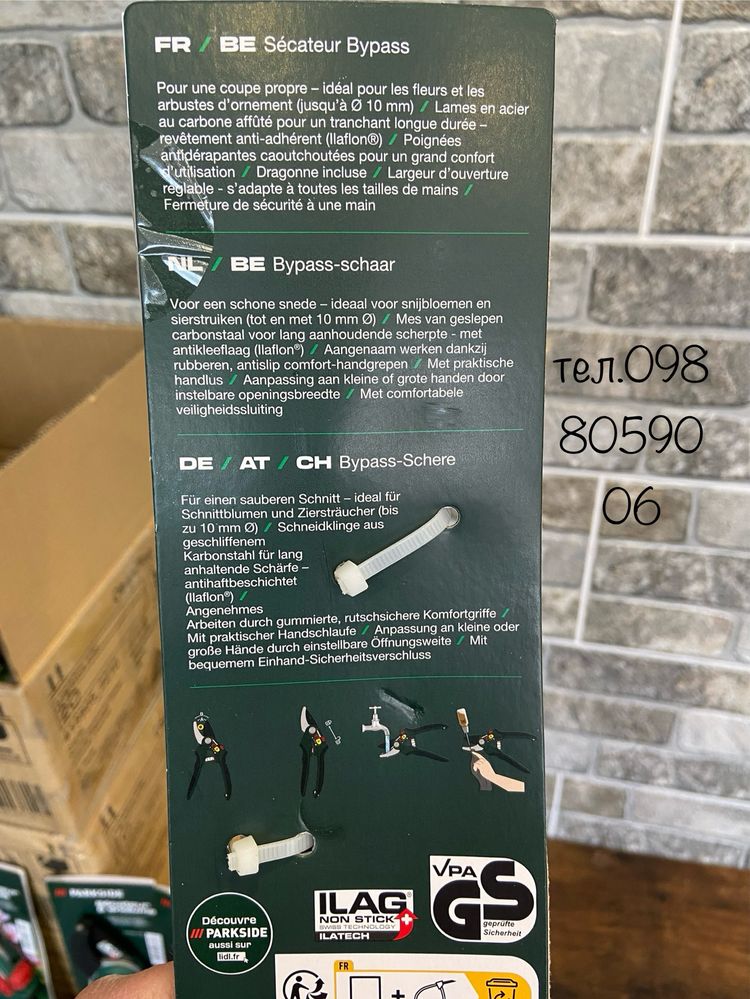 FR / BE Sécateur Bypass
Pour une coupe propre – idéal pour les fleurs et les
arbustes d'ornement (jusqu'à Ø 10 mm) / Lames en acier
au carbone affûté pour un tranchant longue durée –
revêtement anti-adhérent (Ilaflon®) / Poignées
antidérapantes caoutchoutées pour un grand confort
d'utilisation / Dragonne incluse / Largeur d'ouverture
réglable - s'adapte à toutes les tailles de mains /
Fermeture de sécurité à une main
NL / BE Bypass-schaar
Voor een schone snede – ideaal voor snijbloemen en
sierstruiken (tot en met 10 mm Ø) / Mes van geslepen
carbonstaal voor lang aanhoudende scherpte - met
antikleeflaag (Ilaflon®) / Aangenaam werken dankzij
rubberen, antislip comfort-handgrepen / Met praktische
handlus / Aanpassing aan kleine of grote handen door
instelbare openingsbreedte / Met comfortabele
veiligheidssluiting
DE / AT / CH Bypass-Schere
Für einen sauberen Schnitt – ideal für
Schnittblumen und Ziersträucher (bis
zu 10 mm Ø) / Schneidklinge aus
geschliffenem
Karbonstahl für lang
anhaltende Schärfe –
antihaftbeschichtet
(Ilaflon®) /
Angenehmes
Arbeiten durch gummierte, rutschsichere Komfortgriffe /
Mit praktischer Handschlaufe / Anpassung an kleine oder
große Hände durch einstellbare Öffnungsweite / Mit
bequemem Einhand-Sicherheitsverschluss
тел.098
80590
06
Découvre
/// PARKSIDE
aussi sur
lidl.fr
ILAG
NON STICK
SWISS TECHNOLOGY
ILATECH
VPA
GS
geprüfte
Sicherheit
FR
+
/// PARKSIDE